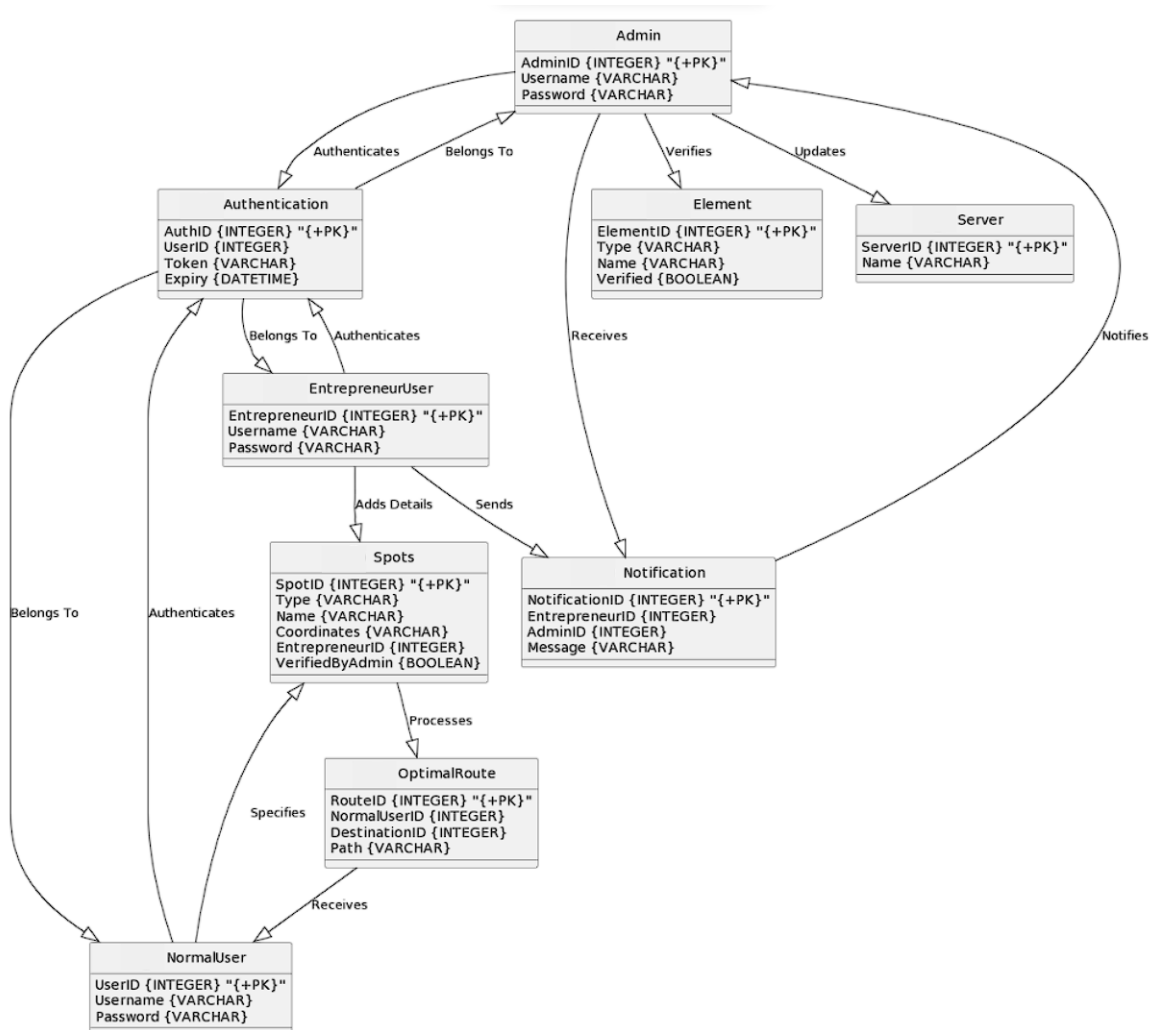 Admin
AdminID {INTEGER} "{+PK}"
Username {VARCHAR}
Password {VARCHAR}
Authenticates
Belongs To
Verifies
Updates
Authentication
AuthID {INTEGER} "{+PK}"
UserID {INTEGER}
Token {VARCHAR}
Expiry {DATETIME}
Element
ElementID {INTEGER} "{+PK}"
Type {VARCHAR}
Name {VARCHAR}
Verified {BOOLEAN}
Server
ServerID {INTEGER} "{+PK}"
Name {VARCHAR}
Belongs To
Authenticates
Receives
Notifies
EntrepreneurUser
EntrepreneurID {INTEGER} "{+PK}"
Username {VARCHAR}
Password {VARCHAR}
Adds Details
Sends
Spots
SpotID {INTEGER} "{+PK}"
Type {VARCHAR}
Name {VARCHAR}
Coordinates {VARCHAR}
EntrepreneurID {INTEGER}
VerifiedByAdmin {BOOLEAN}
Notification
NotificationID {INTEGER} "{+PK}"
EntrepreneurID {INTEGER}
AdminID {INTEGER}
Message {VARCHAR}
Belongs To
Authenticates
Processes
OptimalRoute
RouteID {INTEGER} "{+PK}"
NormalUserID {INTEGER}
DestinationID {INTEGER}
Path {VARCHAR}
Specifies
Receives
NormalUser
UserID {INTEGER} "{+PK}"
Username {VARCHAR}
Password {VARCHAR}